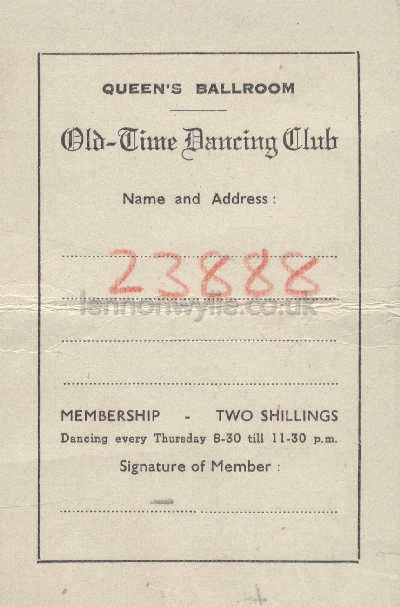 QUEEN'S BALLROOM
Old-Time Dancing Club
Name and Address :
23888
lennonwylie.co.uk
MEMBERSHIP - TWO SHILLINGS
Dancing every Thursday 8-30 till 11-30 p.m.
Signature of Member :